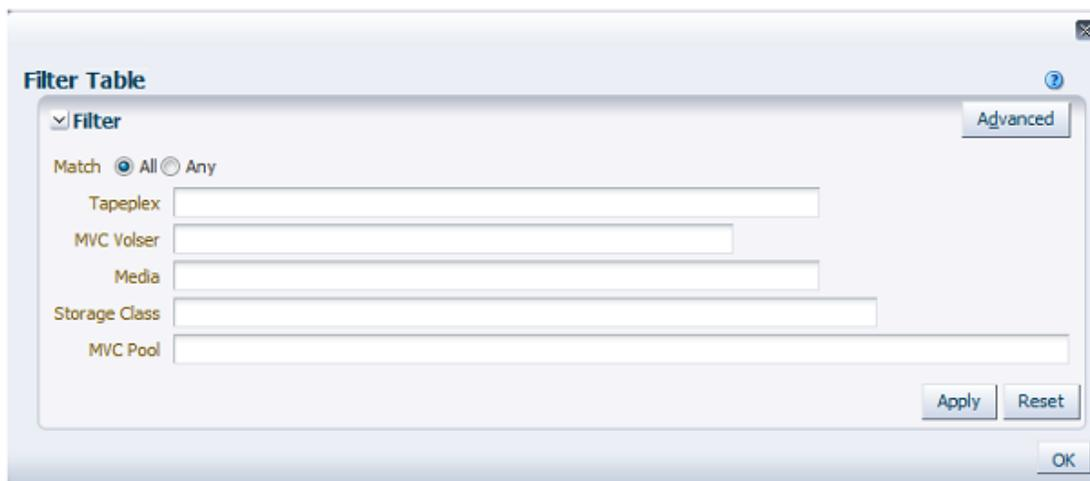 Filter Table
Filter
Advanced
Match All Any
Tapeplex
MVC Volser
Media
Storage Class
MVC Pool
Apply Reset
OK